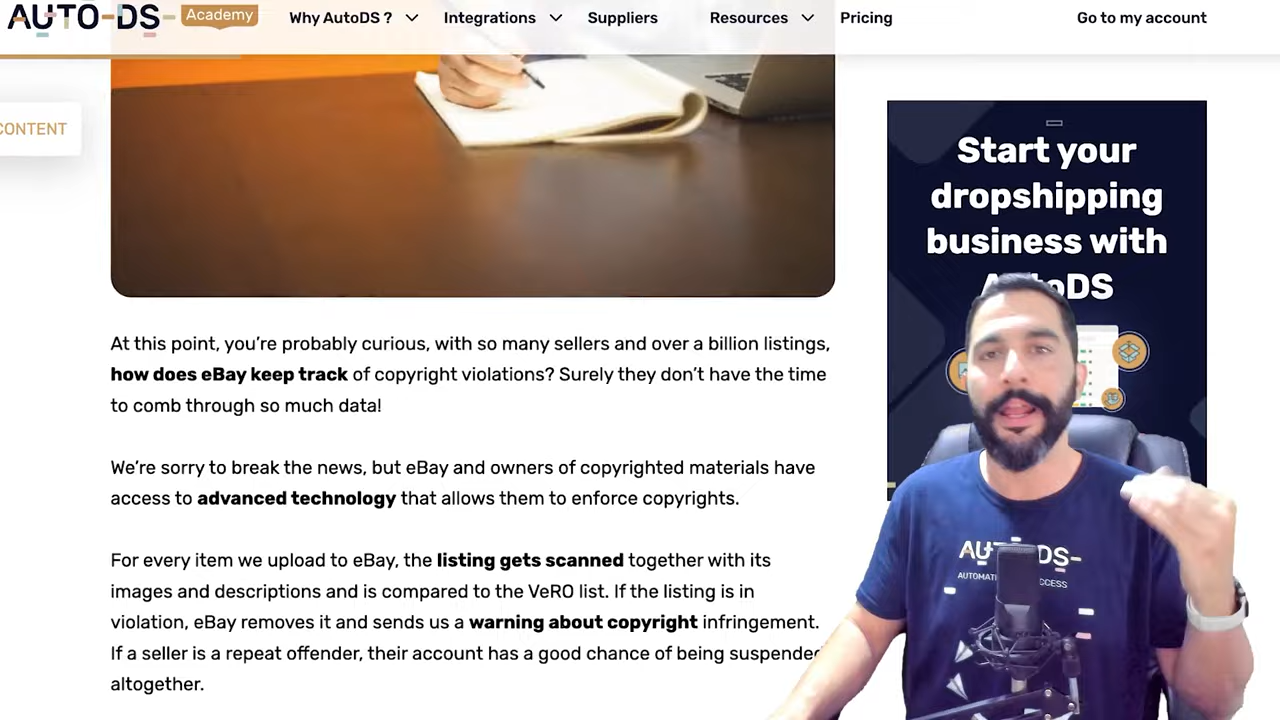 AUTO-DS- Academy Why AutoDS ? Integrations Suppliers Resources Pricing Go to my account
CONTENT
Start your
dropshipping
business with
AutoDS
At this point, you're probably curious, with so many sellers and over a billion listings,
how does eBay keep track of copyright violations? Surely they don't have the time
to comb through so much data!
We're sorry to break the news, but eBay and owners of copyrighted materials have
access to advanced technology that allows them to enforce copyrights.
For every item we upload to eBay, the listing gets scanned together with its
images and descriptions and is compared to the VeRO list. If the listing is in
violation, eBay removes it and sends us a warning about copyright infringement.
If a seller is a repeat offender, their account has a good chance of being suspended
altogether.